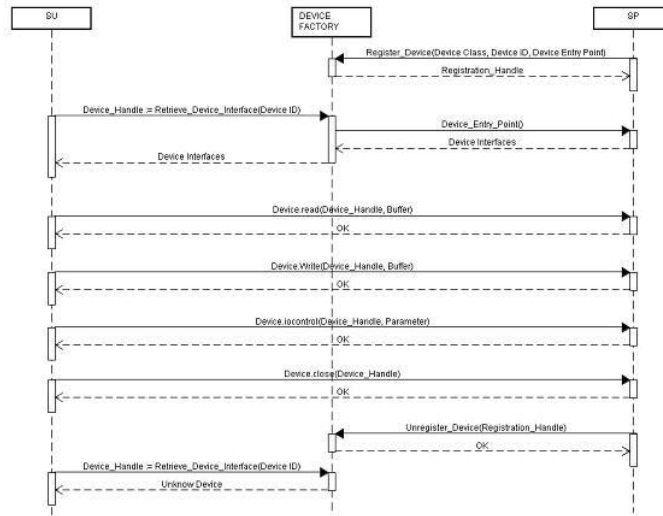 SU
DEVICE
FACTORY
SP
Register_Device(Device Class, Device ID, Device Entry Point)
Registration_Handle
Device_Handle := Retrieve_Device_Interface(Device ID)
Device_Entry_Point()
Device Interfaces
Device Interfaces
Device.read(Device_Handle, Buffer)
OK
Device.Write(Device_Handle, Buffer)
OK
Device.iocontrol(Device_Handle, Parameter)
OK
Device.close(Device_Handle)
OK
Unregister_Device(Registration_Handle)
OK
Device_Handle := Retrieve_Device_Interface(Device ID)
Unknow Device